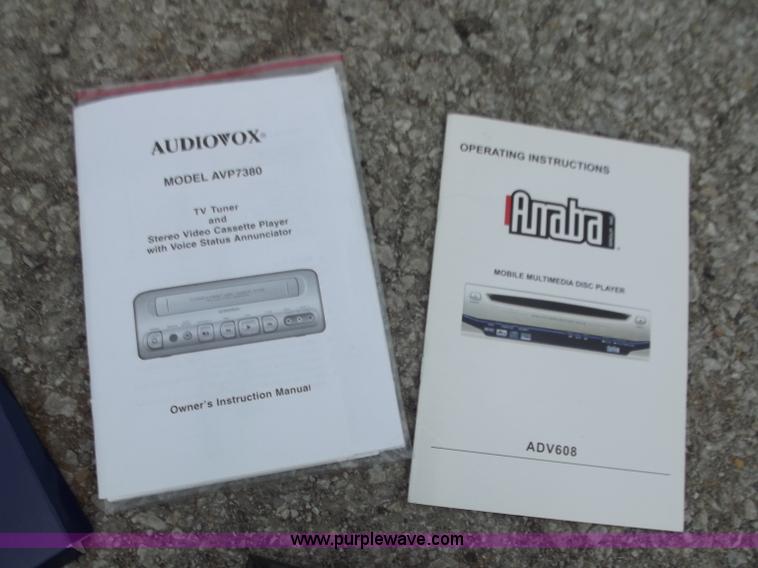 AUDIOVOX®
MODEL AVP7380
TV Tuner
and
Stereo Video Cassette Player
with Voice Status Annunciator
Owner's Instruction Manual
OPERATING INSTRUCTIONS
Anaba
MOBILE MULTIMEDIA DISC PLAYER
ADV608
www.purplewave.com